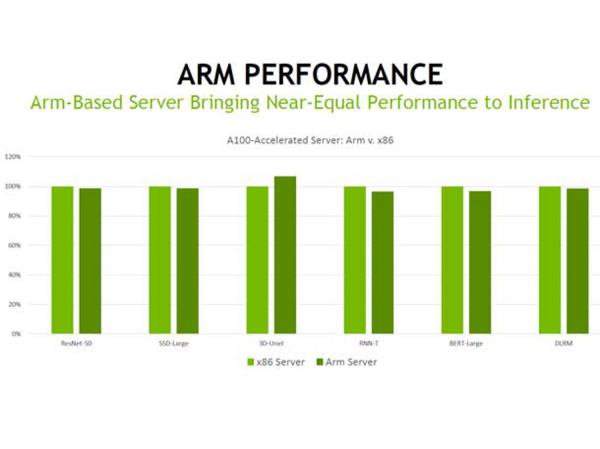 ARM PERFORMANCE
Arm-Based Server Bringing Near-Equal Performance to Inference
A100-Accelerated Server: Arm v. x86
120%
100%
80%
60%
40%
20%
0%
ResNet-50 SSD-Large 3D-Unet RNN-T BERT-Large DLRM
x86 Server Arm Server